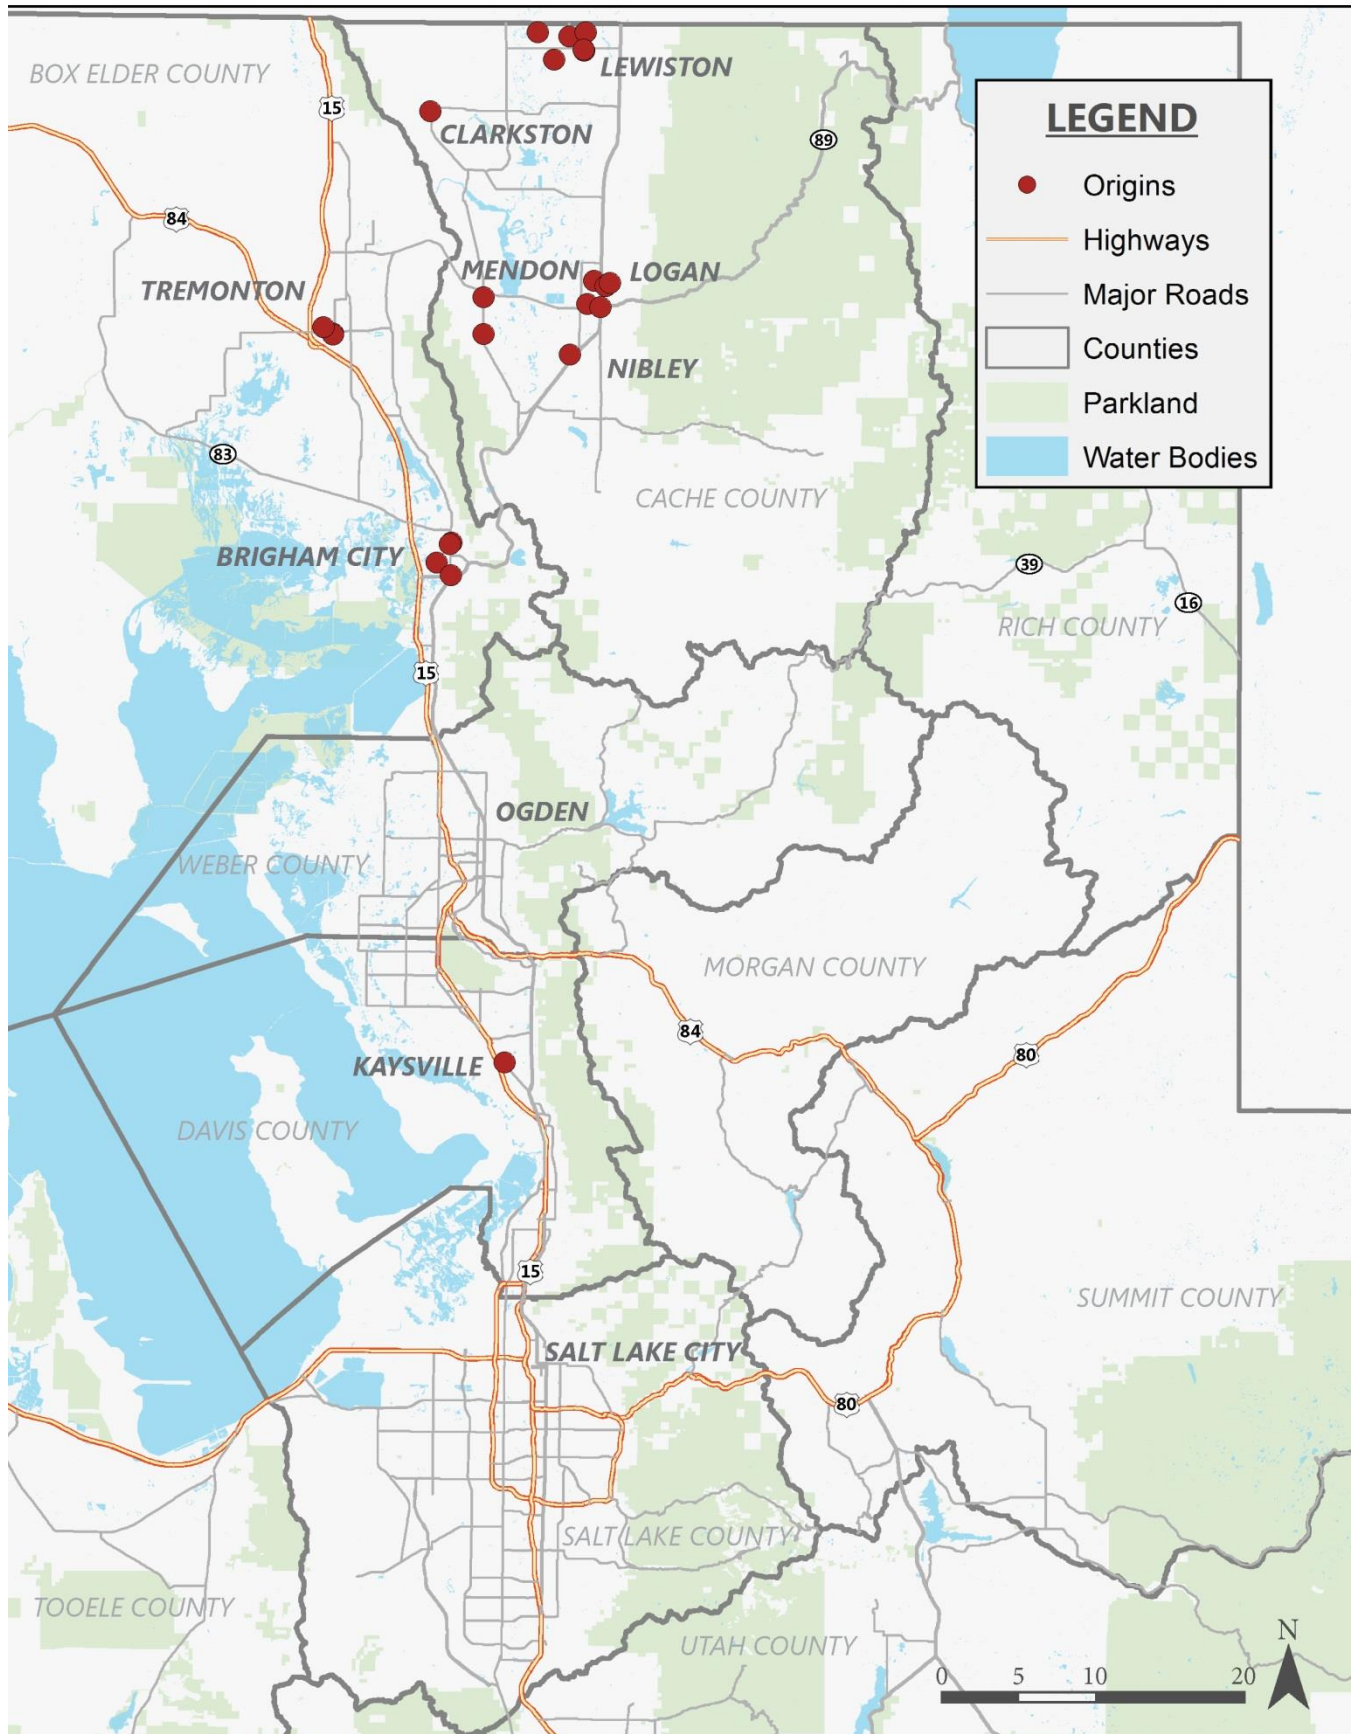 LEGEND
Origins
Highways
Major Roads
Counties
Parkland
Water Bodies
BOX ELDER COUNTY
15
LEWISTON
CLARKSTON
89
84
MENDON
LOGAN
TREMONTON
NIBLEY
83
CACHE COUNTY
BRIGHAM CITY
39
16
RICH COUNTY
15
OGDEN
WEBER COUNTY
MORGAN COUNTY
84
80
KAYSVILLE
DAVIS COUNTY
15
SUMMIT COUNTY
SALT LAKE CITY
80
SALT LAKE COUNTY
TOOELE COUNTY
UTAH COUNTY
N
0 5 10 20